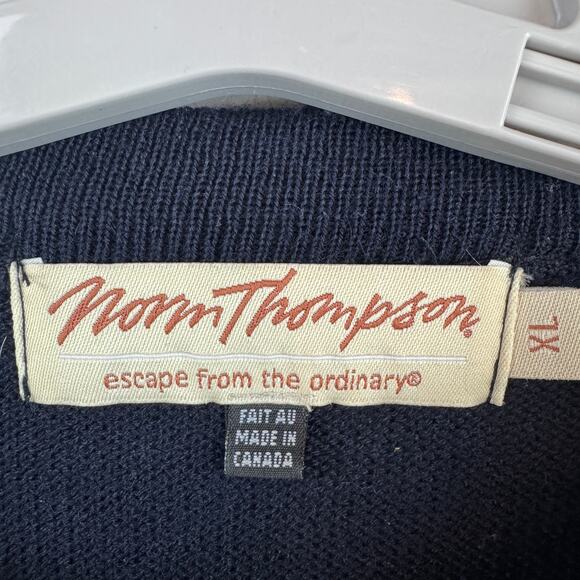 Norm Thompson®
escape from the ordinary®
XL
FAIT AU
MADE IN
CANADA